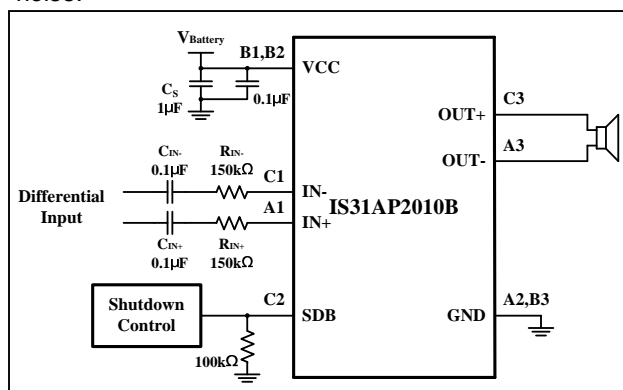 V_Battery
B1,B2
VCC
C_S
1μF
0.1μF
C3
OUT+
A3
OUT-
C_IN-
0.1μF
R_IN-
150kΩ
C1
IN-
Differential
Input
A1
IN+
IS31AP2010B
C_IN+
0.1μF
R_IN+
150kΩ
Shutdown
Control
C2
SDB
100kΩ
A2,B3
GND